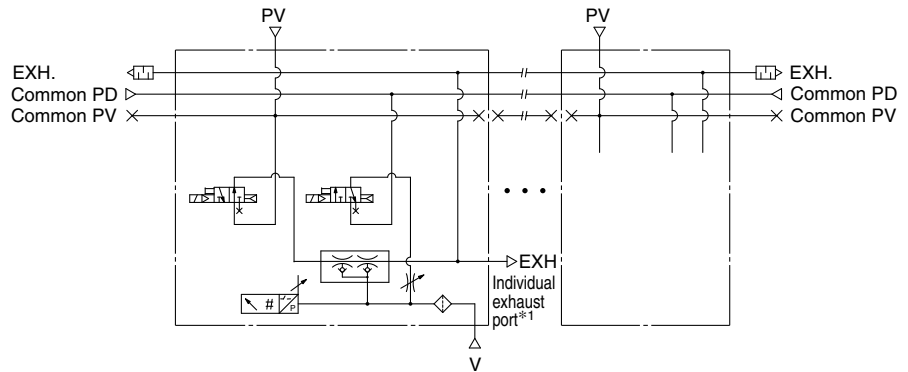 PV
PV
EXH.
EXH.
Common PD
Common PD
Common PV
Common PV
• • •
EXH
Individual
exhaust
port*1
#
P
V